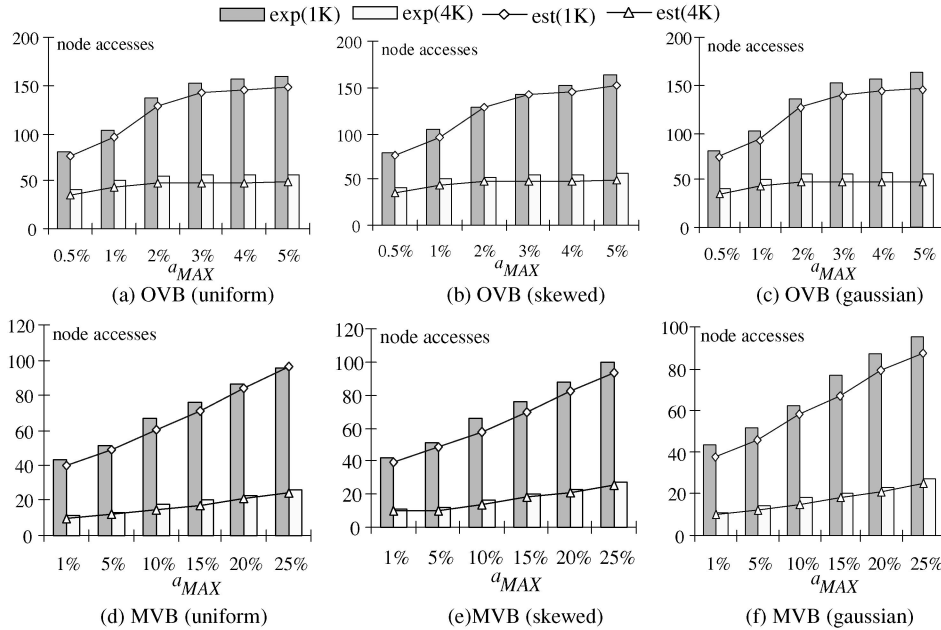 exp(1K) exp(4K) est(1K) est(4K)
node accesses
200
150
100
50
0
0.5% 1% 2% 3% 4% 5%
aMAX
(a) OVB (uniform)
node accesses
200
150
100
50
0
0.5% 1% 2% 3% 4% 5%
aMAX
(b) OVB (skewed)
node accesses
200
150
100
50
0
0.5% 1% 2% 3% 4% 5%
aMAX
(c) OVB (gaussian)
node accesses
120
100
80
60
40
20
0
1% 5% 10% 15% 20% 25%
aMAX
(d) MVB (uniform)
node accesses
120
100
80
60
40
20
0
1% 5% 10% 15% 20% 25%
aMAX
(e)MVB (skewed)
node accesses
100
80
60
40
20
0
1% 5% 10% 15% 20% 25%
aMAX
(f) MVB (gaussian)